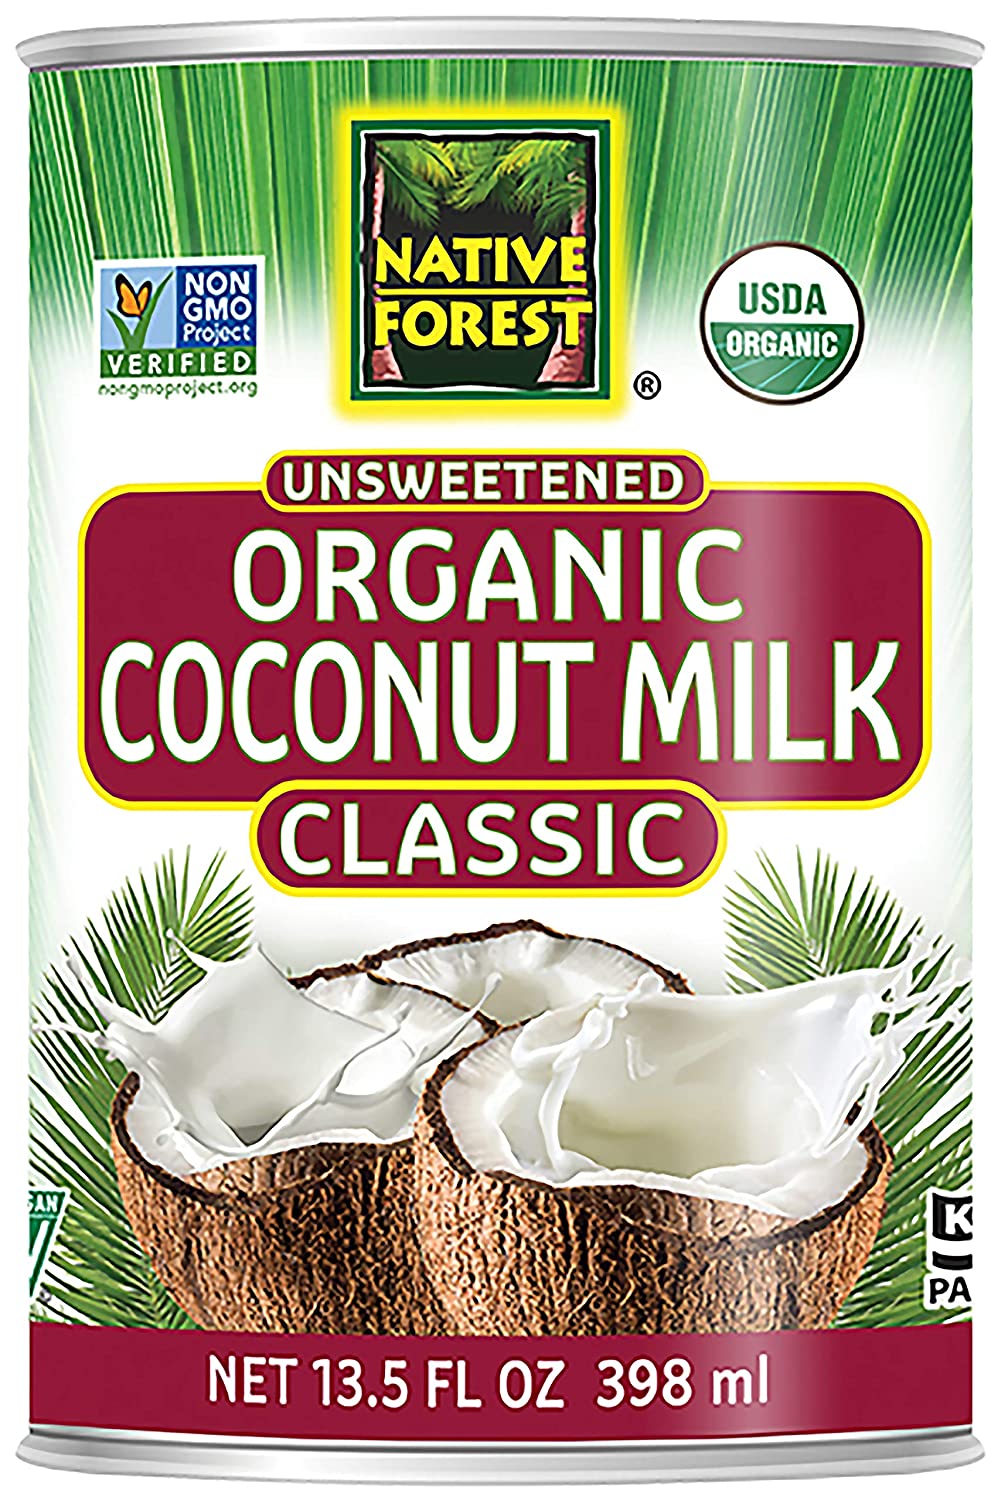 NATIVE
FOREST
®
NON
GMO
Project
VERIFIED
nongmoproject.org
USDA
ORGANIC
UNSWEETENED
ORGANIC
COCONUT MILK
CLASSIC
K
PA
NET 13.5 FL OZ 398 ml